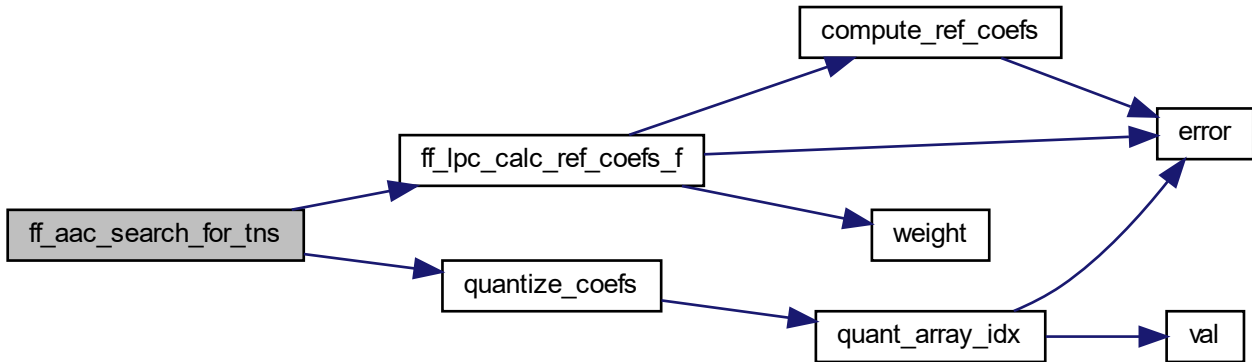 compute_ref_coefs
error
ff_lpc_calc_ref_coefs_f
ff_aac_search_for_tns
weight
quantize_coefs
quant_array_idx
val